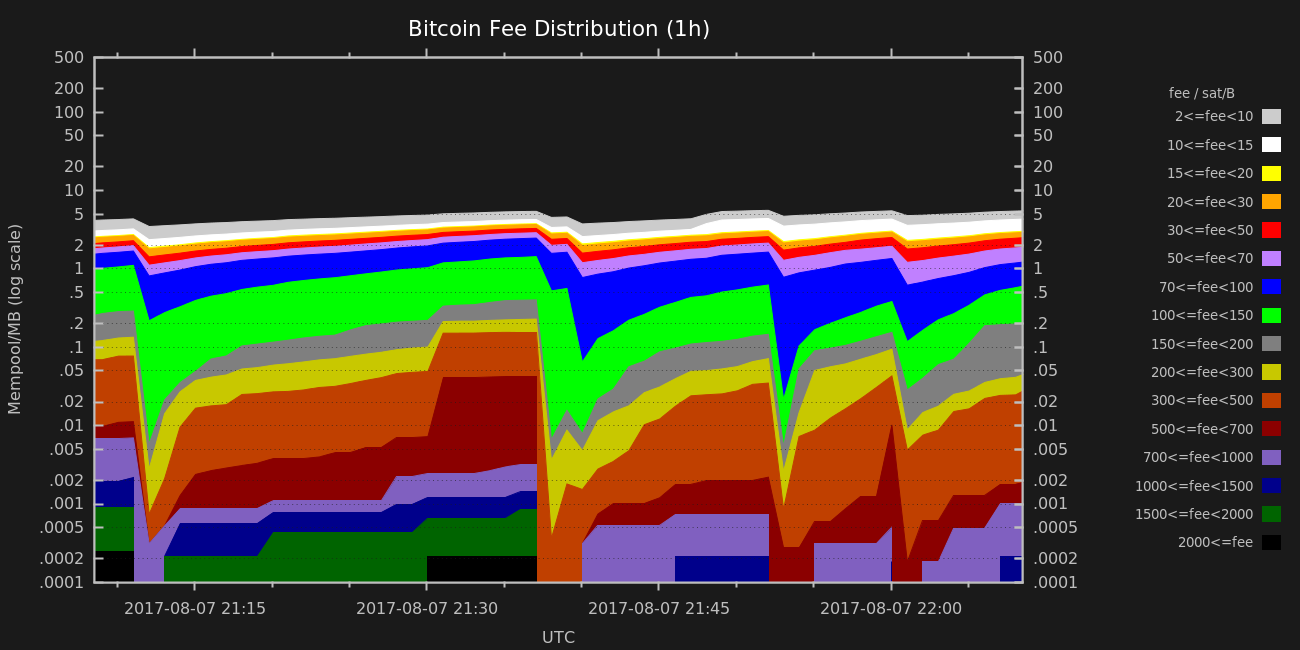 Bitcoin Fee Distribution (1h)
Mempool/MB (log scale)
500
200
100
50
20
10
5
2
1
.5
.2
.1
.05
.02
.01
.005
.002
.001
.0005
.0002
.0001
500
200
100
50
20
10
5
2
1
.5
.2
.1
.05
.02
.01
.005
.002
.001
.0005
.0002
.0001
fee / sat/B
2<=fee<10
10<=fee<15
15<=fee<20
20<=fee<30
30<=fee<50
50<=fee<70
70<=fee<100
100<=fee<150
150<=fee<200
200<=fee<300
300<=fee<500
500<=fee<700
700<=fee<1000
1000<=fee<1500
1500<=fee<2000
2000<=fee
2017-08-07 21:15
2017-08-07 21:30
2017-08-07 21:45
2017-08-07 22:00
UTC